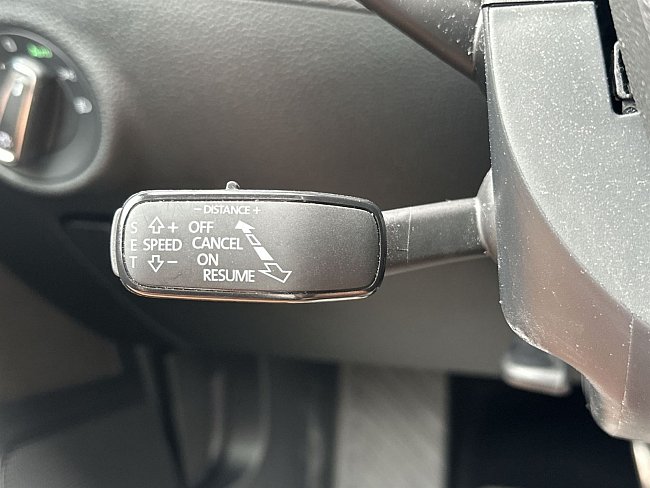 - DISTANCE +
S + OFF
E SPEED CANCEL
T - ON
RESUME